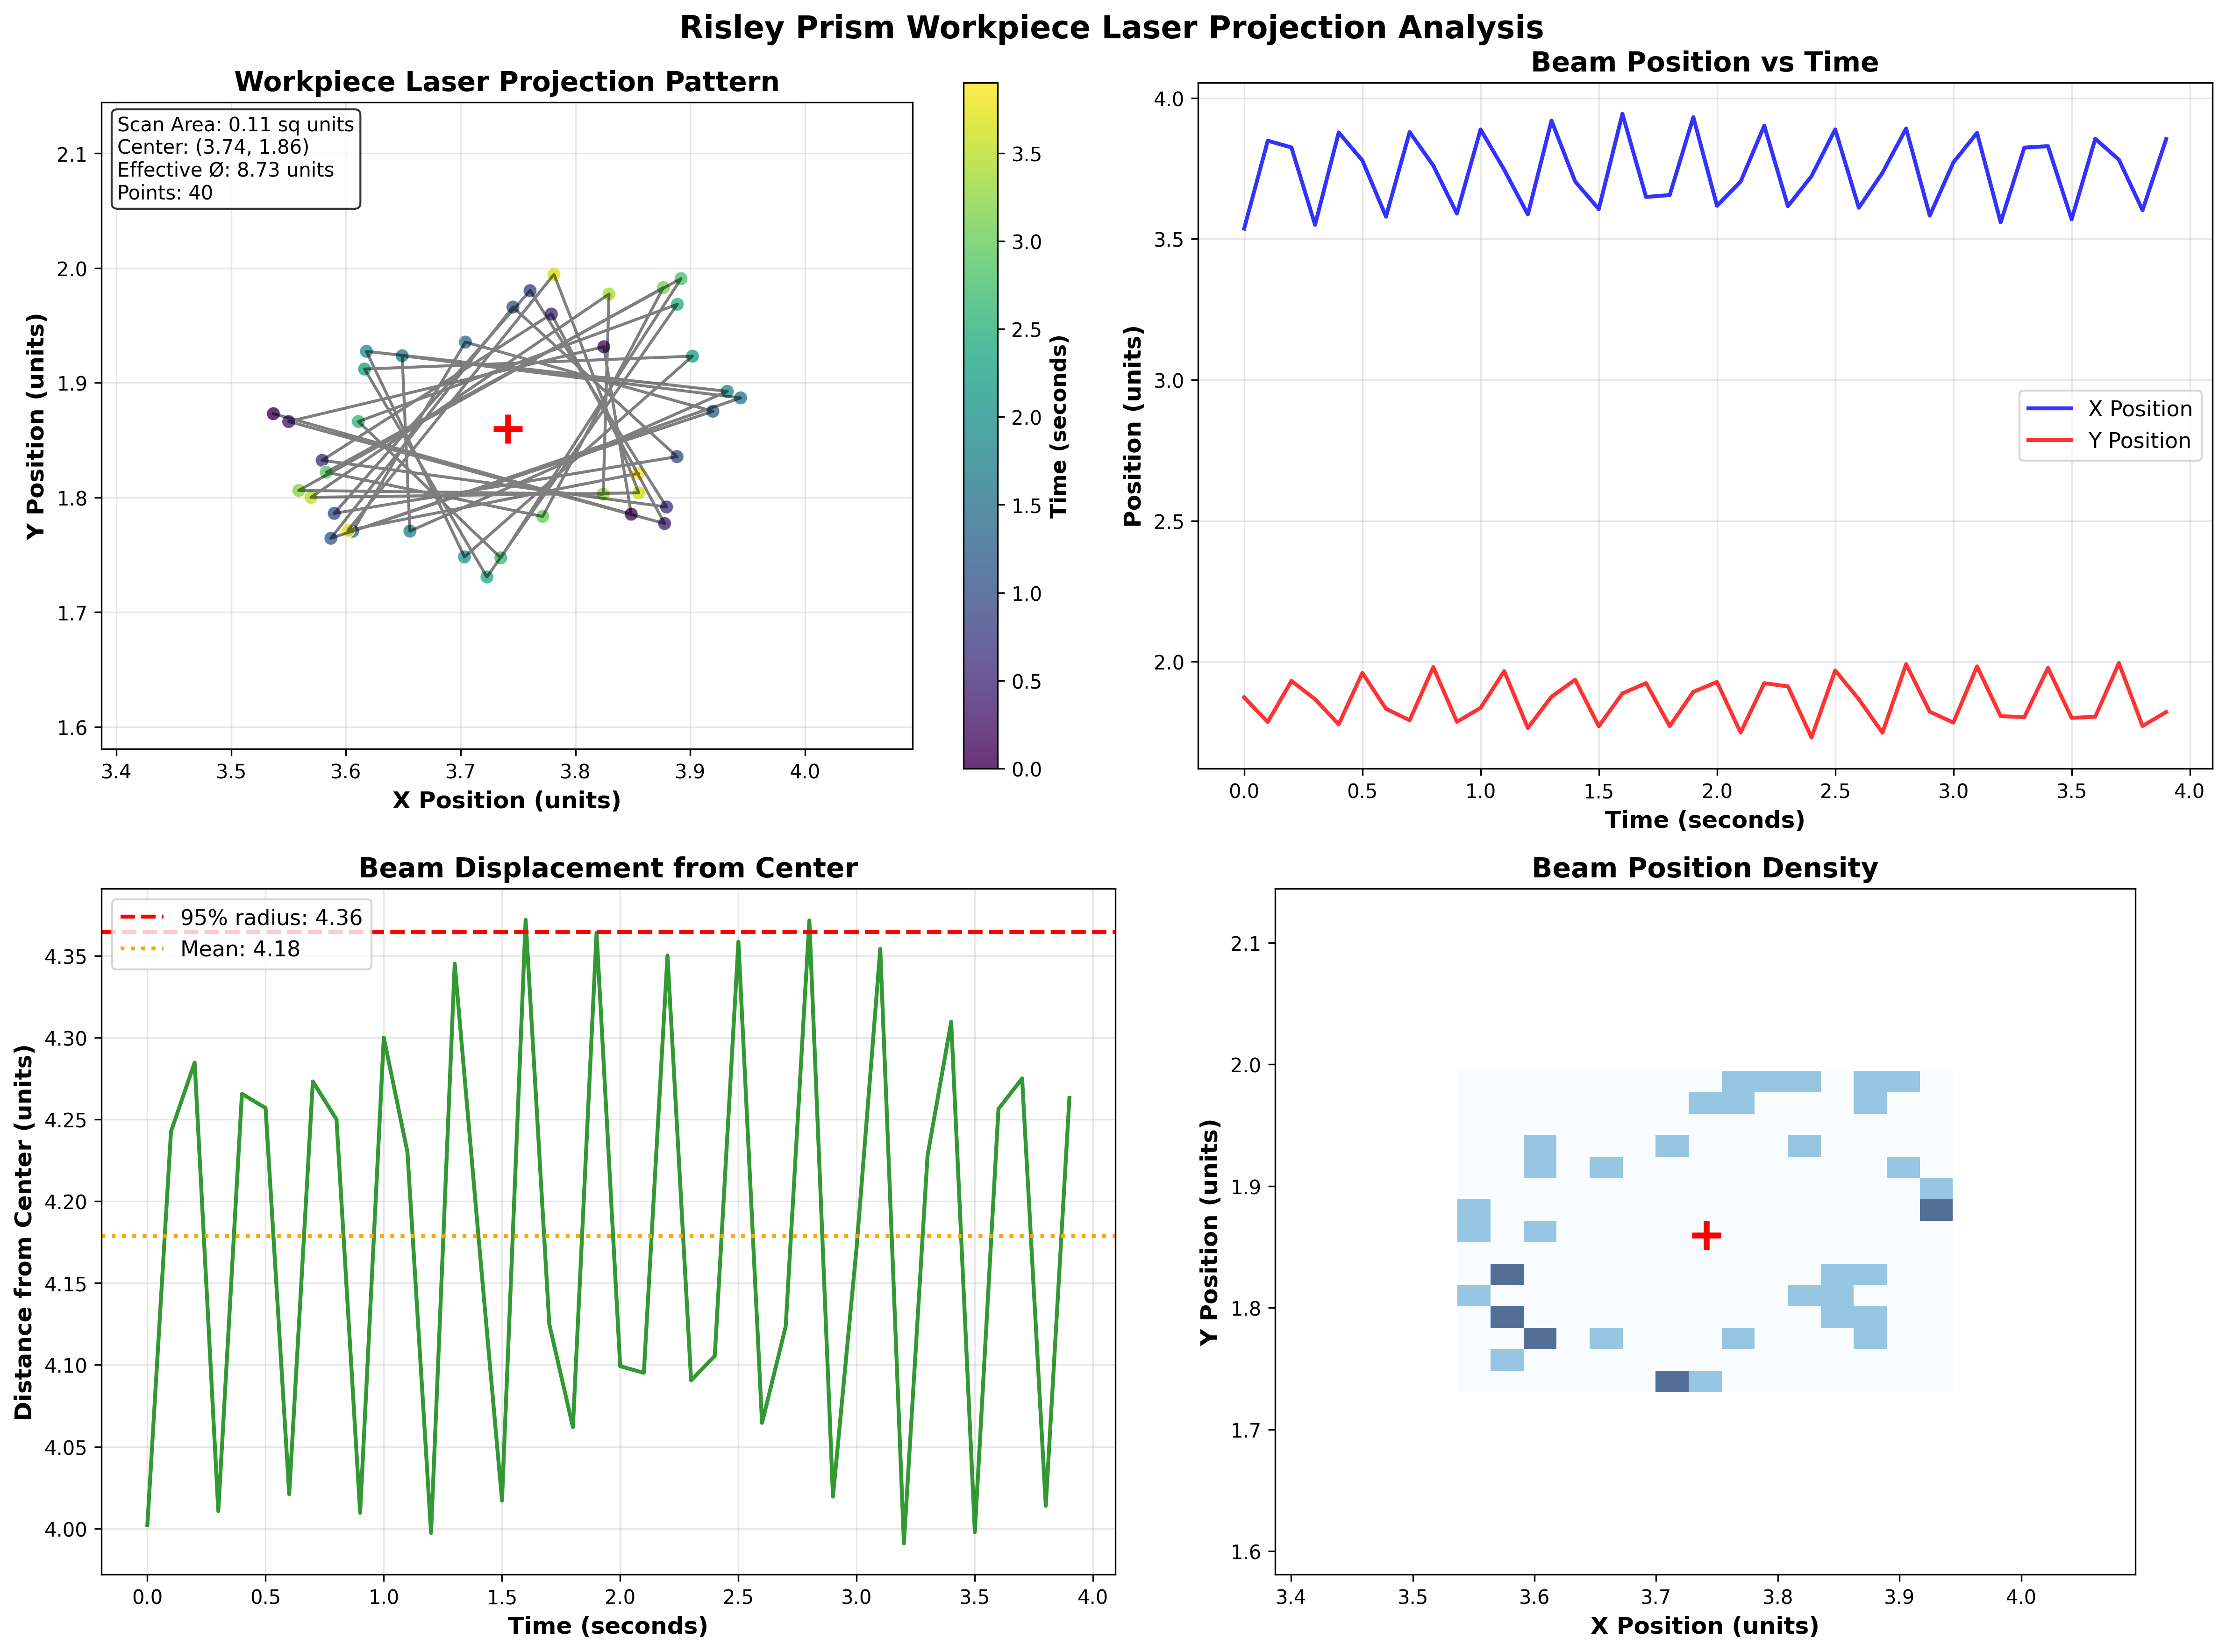 Risley Prism Workpiece Laser Projection Analysis
Workpiece Laser Projection Pattern
Scan Area: 0.11 sq units
Center: (3.74, 1.86)
Effective Ø: 8.73 units
Points: 40
2.1
2.0
1.9
1.8
1.7
1.6
Y Position (units)
3.4 3.5 3.6 3.7 3.8 3.9 4.0
X Position (units)
3.5
3.0
2.5
2.0
1.5
1.0
0.5
0.0
Time (seconds)
Beam Position vs Time
4.0
3.5
3.0
2.5
2.0
Position (units)
X Position
Y Position
0.0 0.5 1.0 1.5 2.0 2.5 3.0 3.5 4.0
Time (seconds)
Beam Displacement from Center
95% radius: 4.36
Mean: 4.18
4.35
4.30
4.25
4.20
4.15
4.10
4.05
4.00
Distance from Center (units)
0.0 0.5 1.0 1.5 2.0 2.5 3.0 3.5 4.0
Time (seconds)
Beam Position Density
2.1
2.0
1.9
1.8
1.7
1.6
Y Position (units)
3.4 3.5 3.6 3.7 3.8 3.9 4.0
X Position (units)